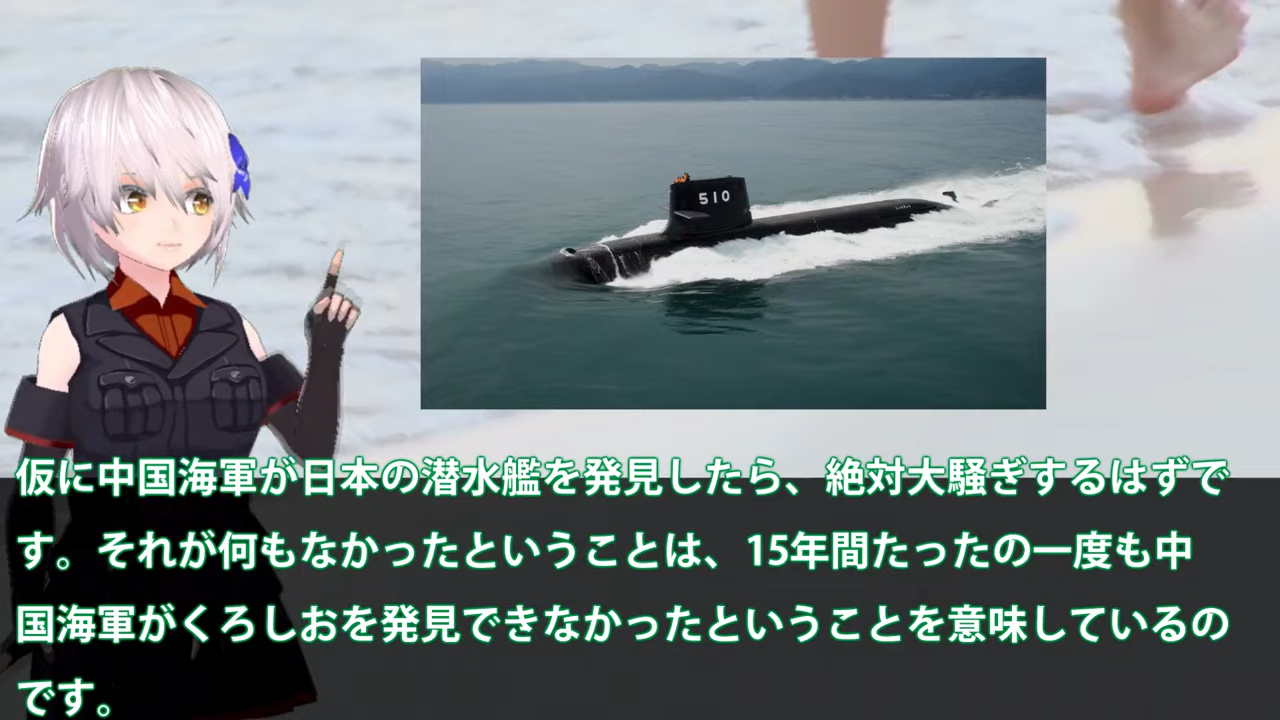 510
仮に中国海軍が日本の潜水艦を発見したら、絶対大騒ぎするはずで
す。それが何もなかったということは、15年間たったの一度も中
国海軍がくろしおを発見できなかったということを意味しているの
です。